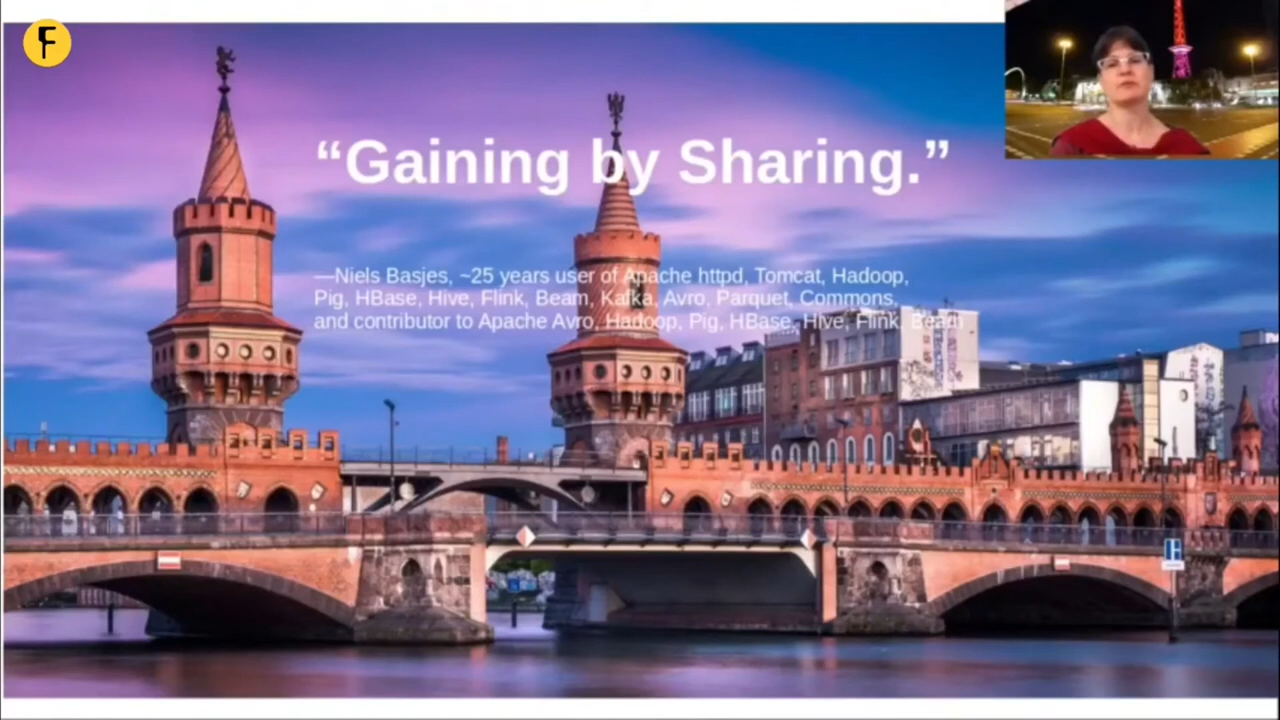 F
“Gaining by Sharing.”
—Niels Basjes, ~25 years user of Apache httpd, Tomcat, Hadoop,
Pig, HBase, Hive, Flink, Beam, Kafka, Avro, Parquet, Commons,
and contributor to Apache Avro, Hadoop, Pig, HBase, Hive, Flink, Beam